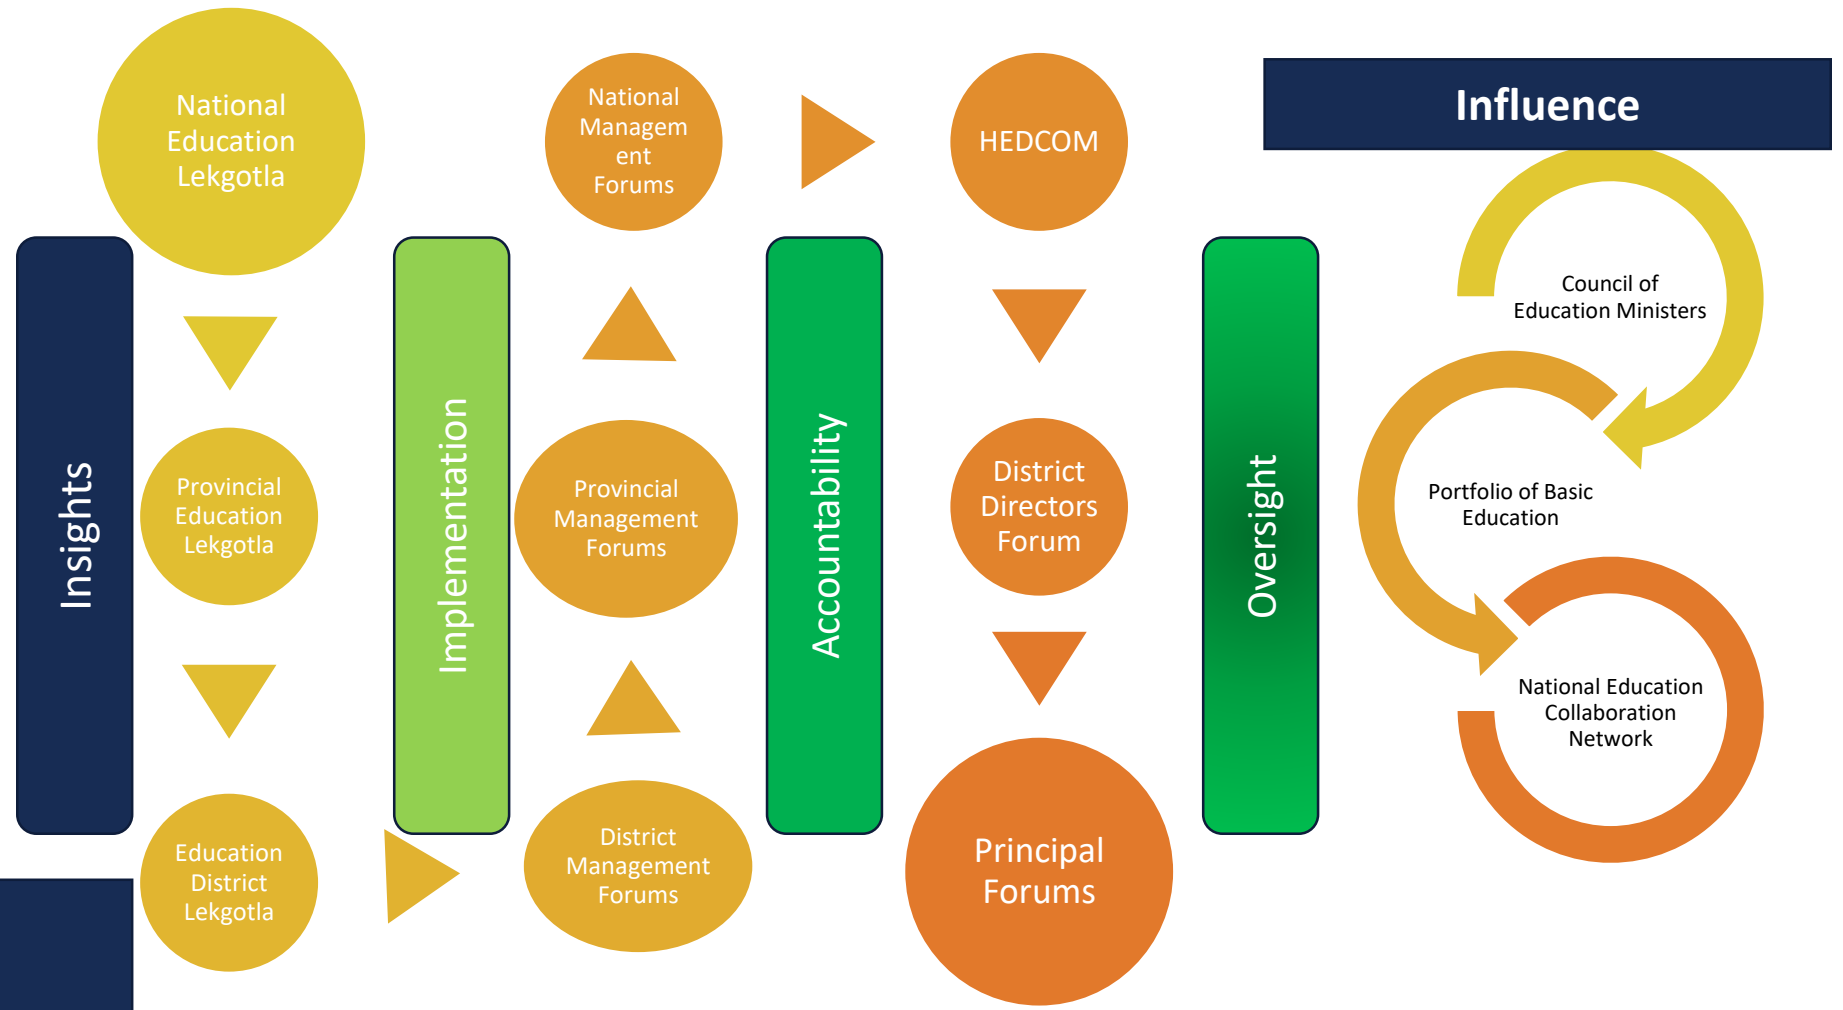 Insights
National
Education
Lekgotla
Provincial
Education
Lekgotla
Education
District
Lekgotla
Implementation
District
Management
Forums
Provincial
Management
Forums
National
Managem
ent
Forums
Accountability
HEDCOM
District
Directors
Forum
Principal
Forums
Oversight
Influence
Council of
Education Ministers
Portfolio of Basic
Education
National Education
Collaboration
Network